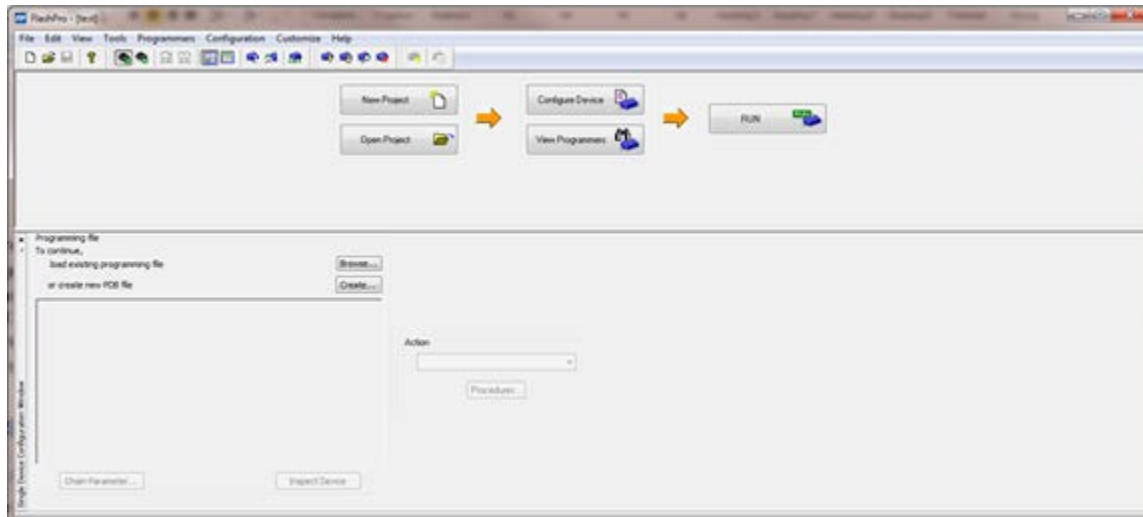 FlashPro - [test]
File Edit View Tools Programmers Configuration Customize Help
New Project
Configure Device
RUN
Open Project
View Programmers
Programming file
To continue,
load existing programming file
Browse...
or create new PDB file
Create...
Action
Procedures...
Chain Parameter...
Inspect Device
Single Device Configuration Window